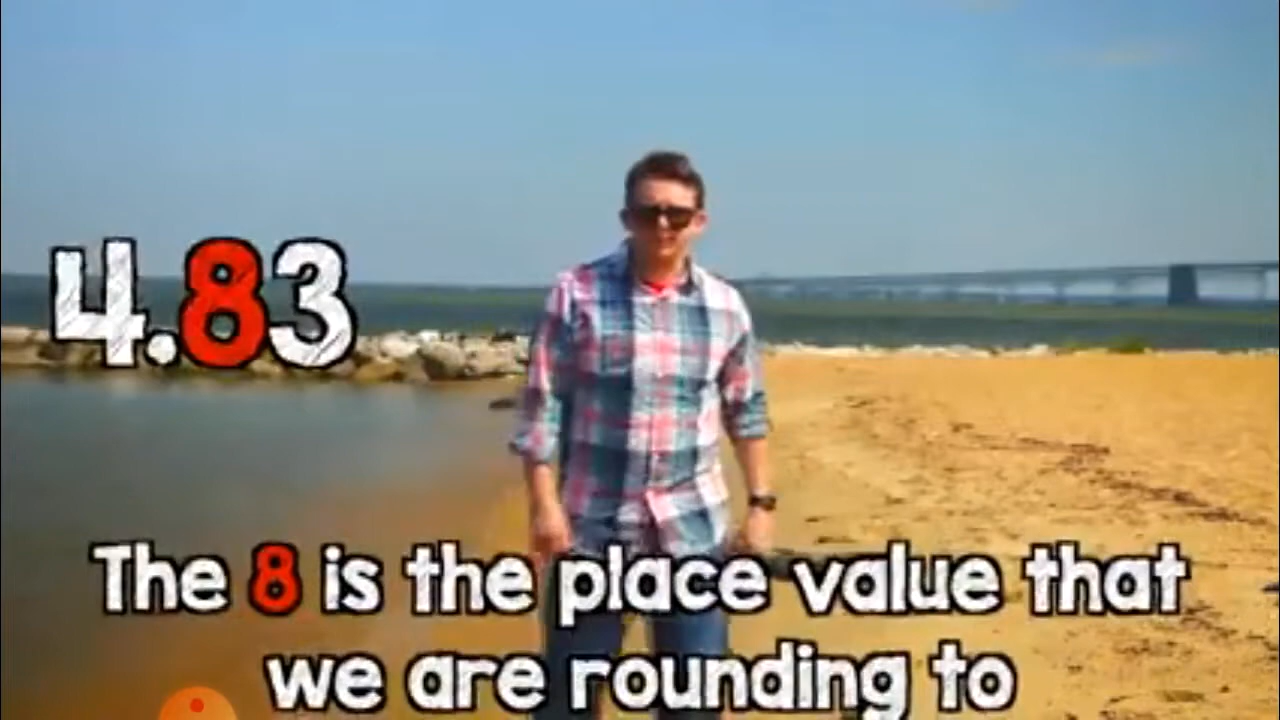 4.83
The 8 is the place value that
we are rounding to